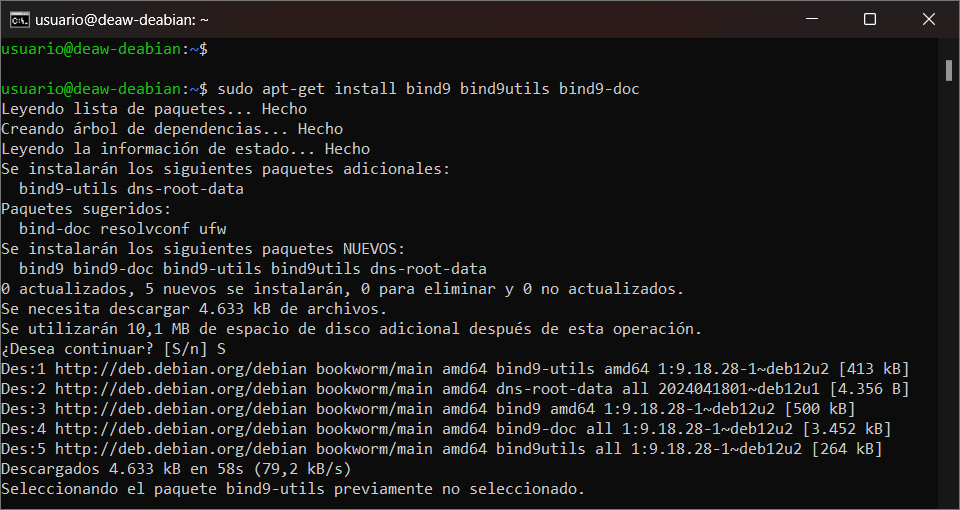 usuario@deaw-deabian: ~
usuario@deaw-deabian:~$
usuario@deaw-deabian:~$ sudo apt-get install bind9 bind9utils bind9-doc
Leyendo lista de paquetes... Hecho
Creando árbol de dependencias... Hecho
Leyendo la información de estado... Hecho
Se instalarán los siguientes paquetes adicionales:
  bind9-utils dns-root-data
Paquetes sugeridos:
  bind-doc resolvconf ufw
Se instalarán los siguientes paquetes NUEVOS:
  bind9 bind9-doc bind9-utils bind9utils dns-root-data
0 actualizados, 5 nuevos se instalarán, 0 para eliminar y 0 no actualizados.
Se necesita descargar 4.633 kB de archivos.
Se utilizarán 10,1 MB de espacio de disco adicional después de esta operación.
¿Desea continuar? [S/n] S
Des:1 http://deb.debian.org/debian bookworm/main amd64 bind9-utils amd64 1:9.18.28-1~deb12u2 [413 kB]
Des:2 http://deb.debian.org/debian bookworm/main amd64 dns-root-data all 2024041801~deb12u1 [4.356 B]
Des:3 http://deb.debian.org/debian bookworm/main amd64 bind9 amd64 1:9.18.28-1~deb12u2 [500 kB]
Des:4 http://deb.debian.org/debian bookworm/main amd64 bind9-doc all 1:9.18.28-1~deb12u2 [3.452 kB]
Des:5 http://deb.debian.org/debian bookworm/main amd64 bind9utils all 1:9.18.28-1~deb12u2 [264 kB]
Descargados 4.633 kB en 58s (79,2 kB/s)
Seleccionando el paquete bind9-utils previamente no seleccionado.